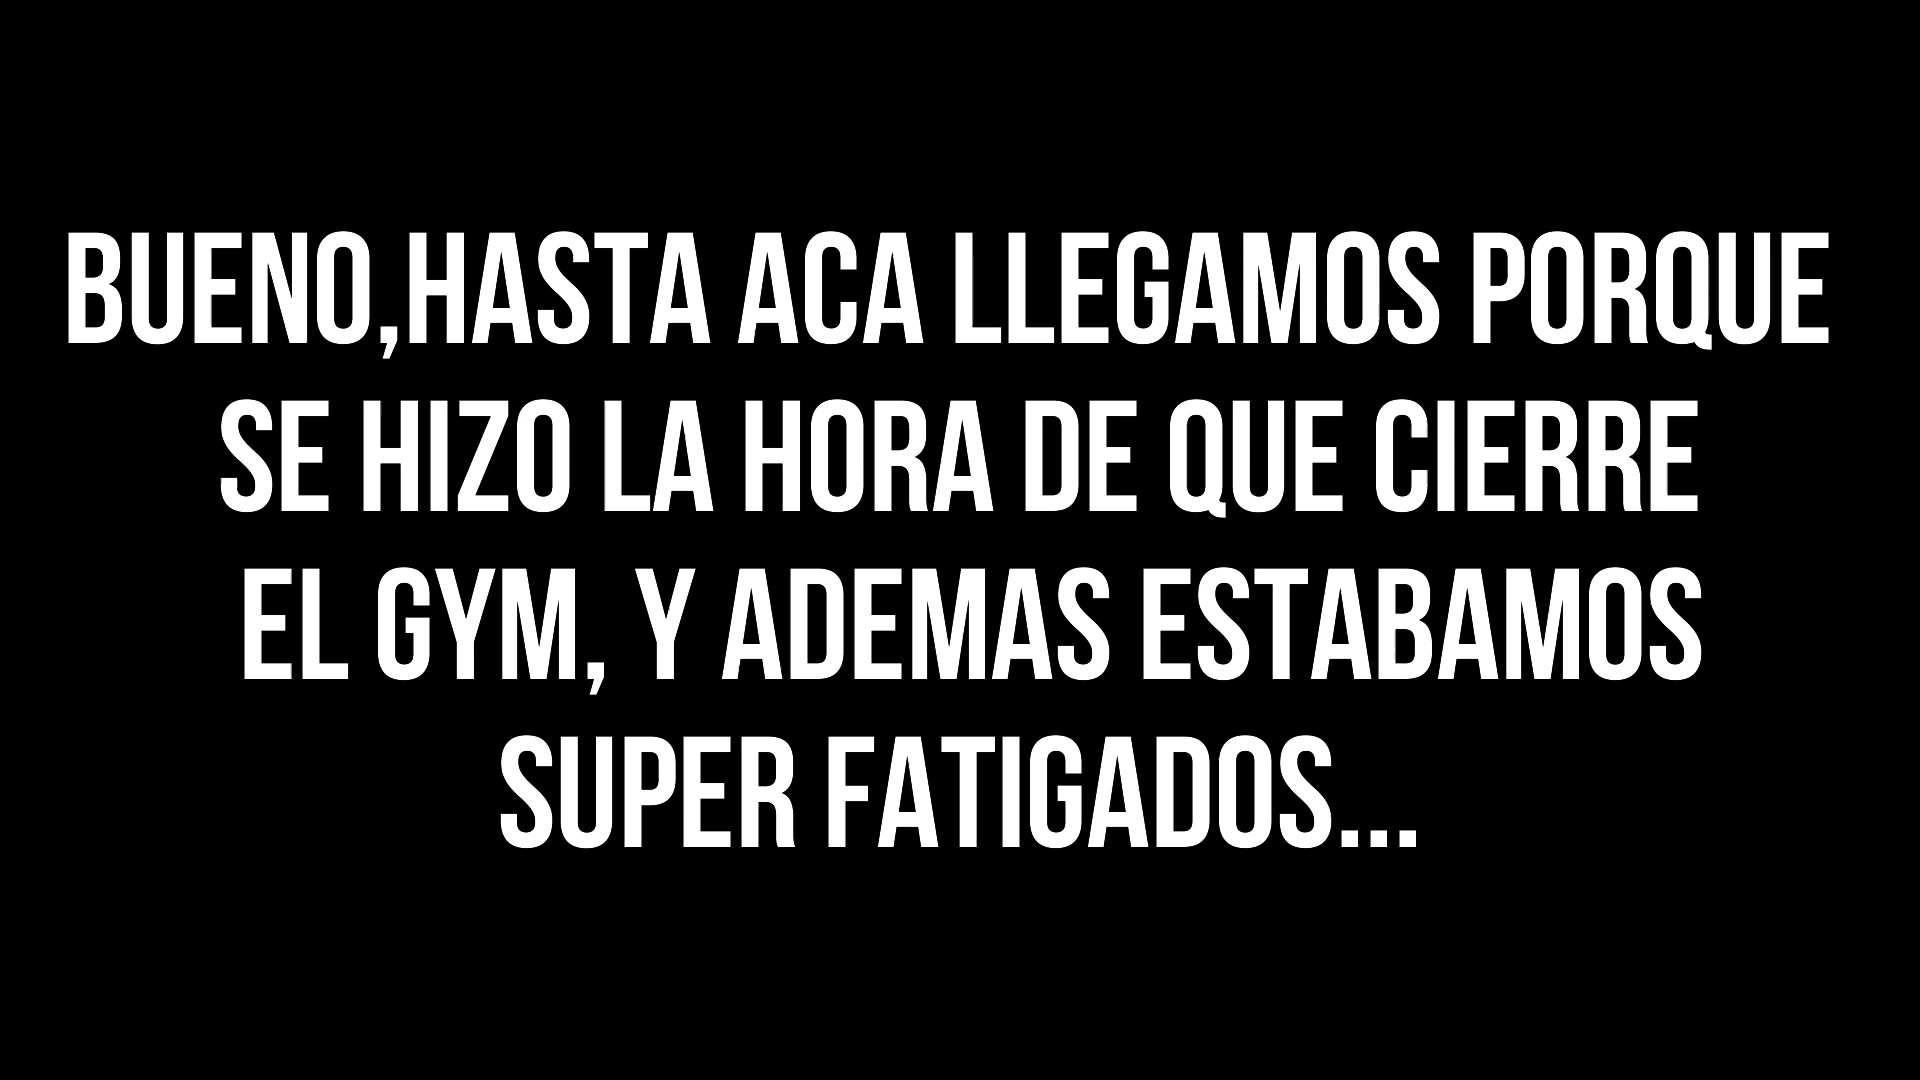 BUENO,HASTA ACA LLEGAMOS PORQUE
SE HIZO LA HORA DE QUE CIERRE
EL GYM, Y ADEMAS ESTABAMOS
SUPER FATIGADOS...